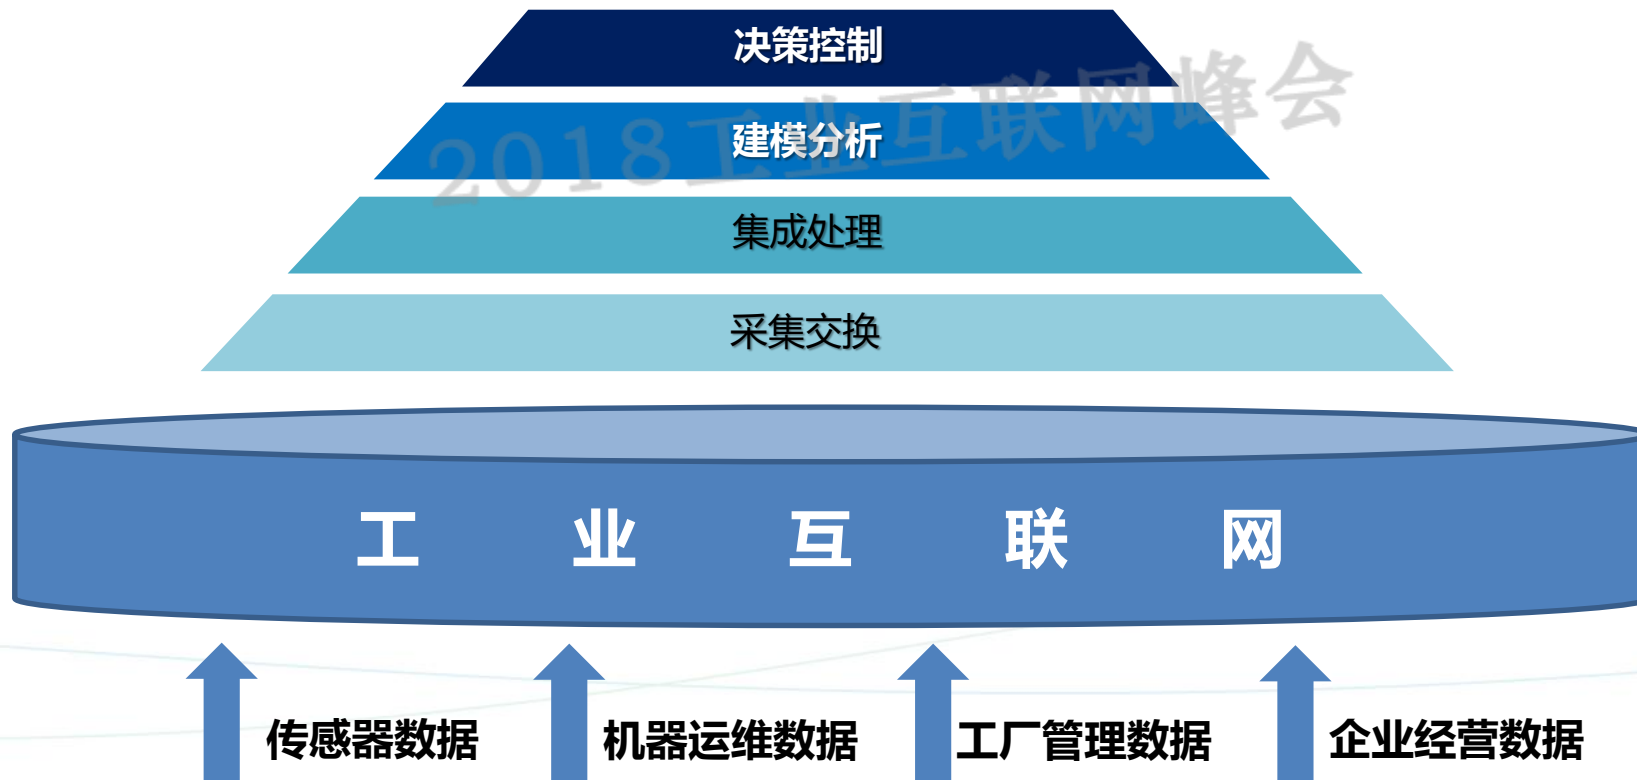 决策控制
2018工业互联网峰会
建模分析
集成处理
采集交换
工业互联网
传感器数据
机器运维数据
工厂管理数据
企业经营数据